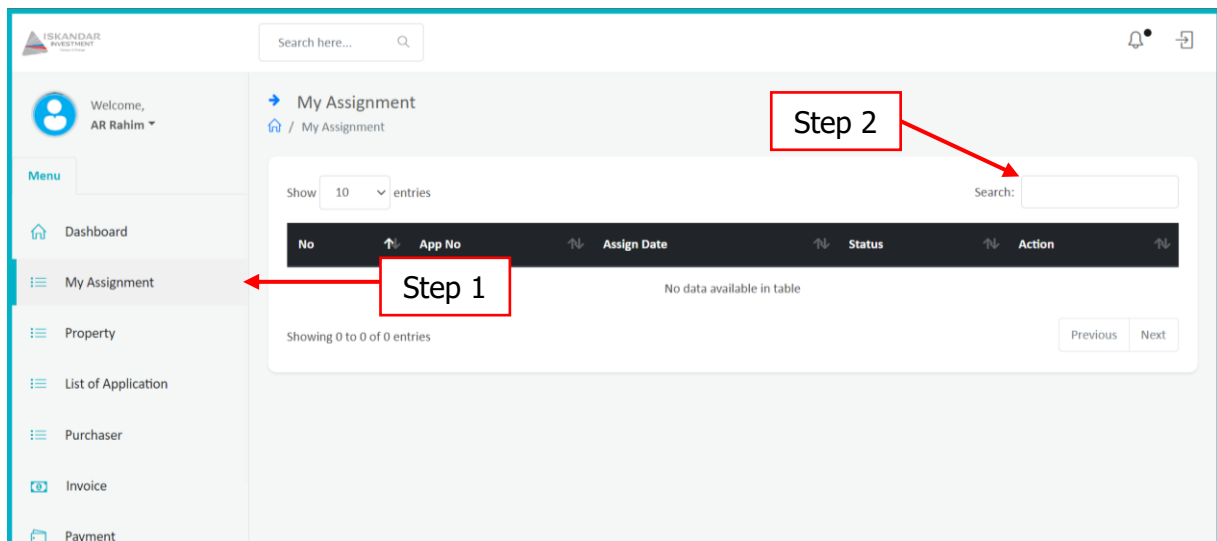 ISKANDAR
INVESTMENT
Search here...
Welcome,
AR Rahim
My Assignment
/ My Assignment
Step 2
Menu
Show 10 entries
Search:
Dashboard
No App No Assign Date Status Action
My Assignment
Step 1
No data available in table
Property
Showing 0 to 0 of 0 entries
Previous Next
List of Application
Purchaser
Invoice
Payment